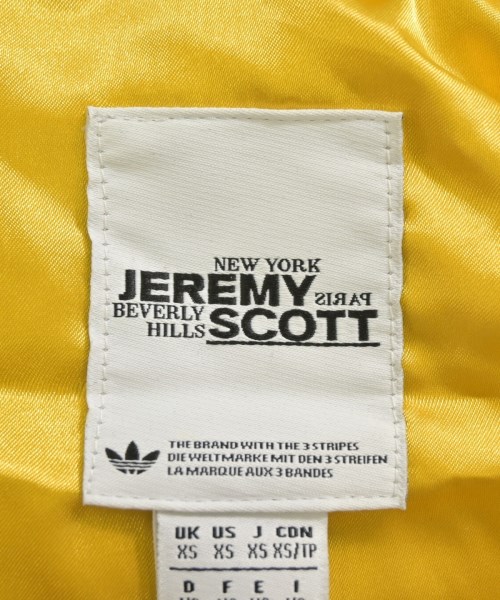 NEW YORK
JEREMY PARIS
BEVERLY
HILLS SCOTT
THE BRAND WITH THE 3 STRIPES
DIE WELTMARKE MIT DEN 3 STREIFEN
LA MARQUE AUX 3 BANDES
UK US J CDN
XS XS XS XS/TP
D F E I